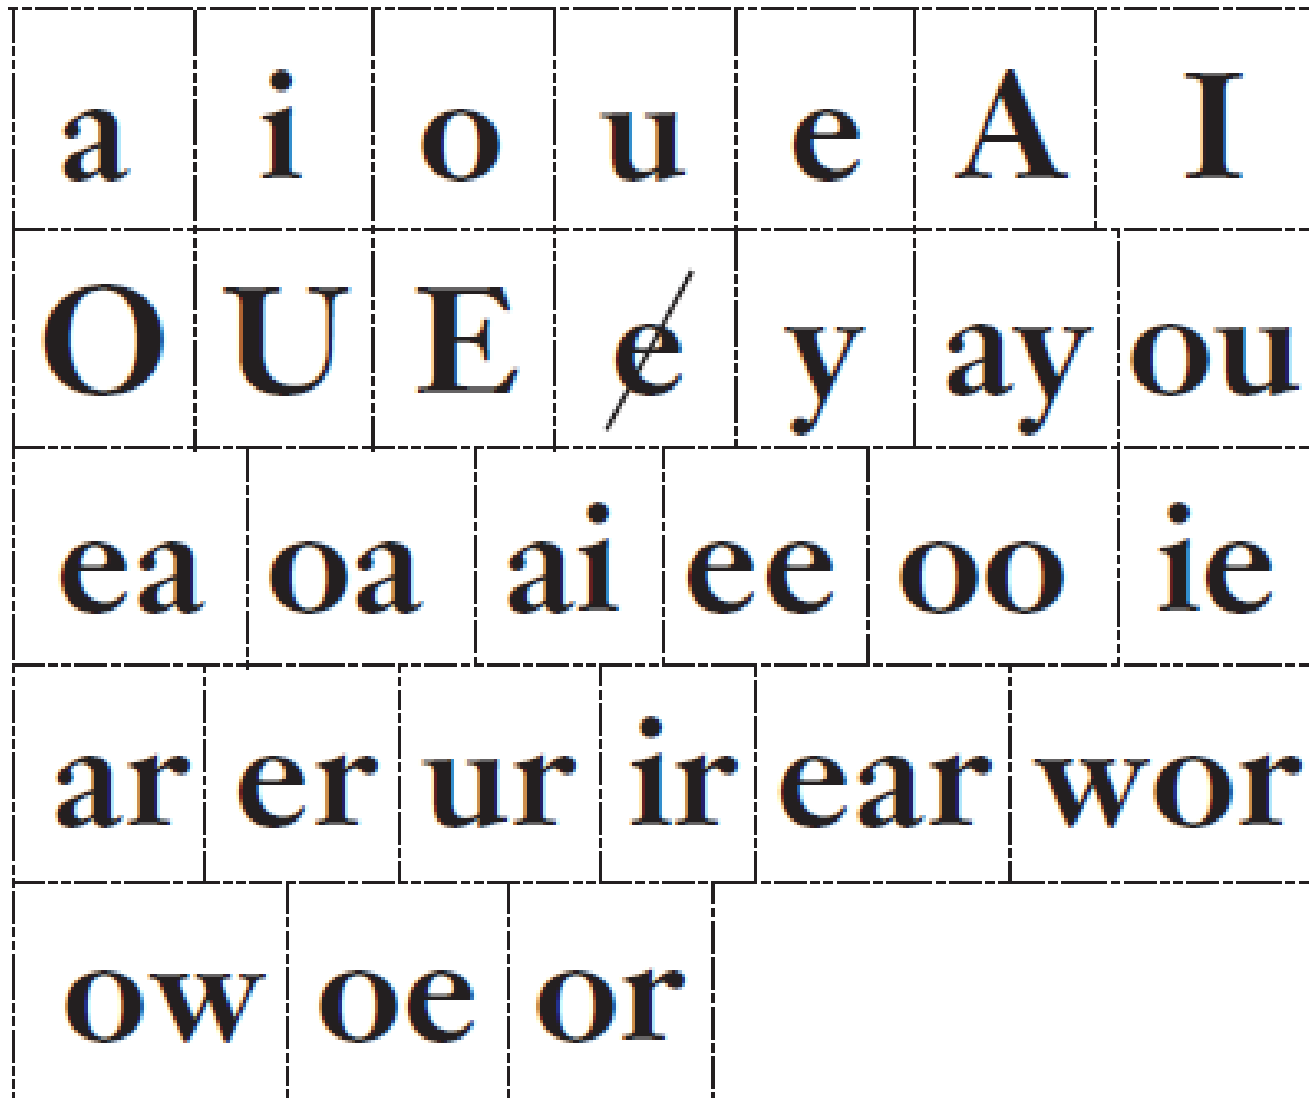 a i o u e A I
O U E e̸ y ay ou
ea oa ai ee oo ie
ar er ur ir ear wor
ow oe or